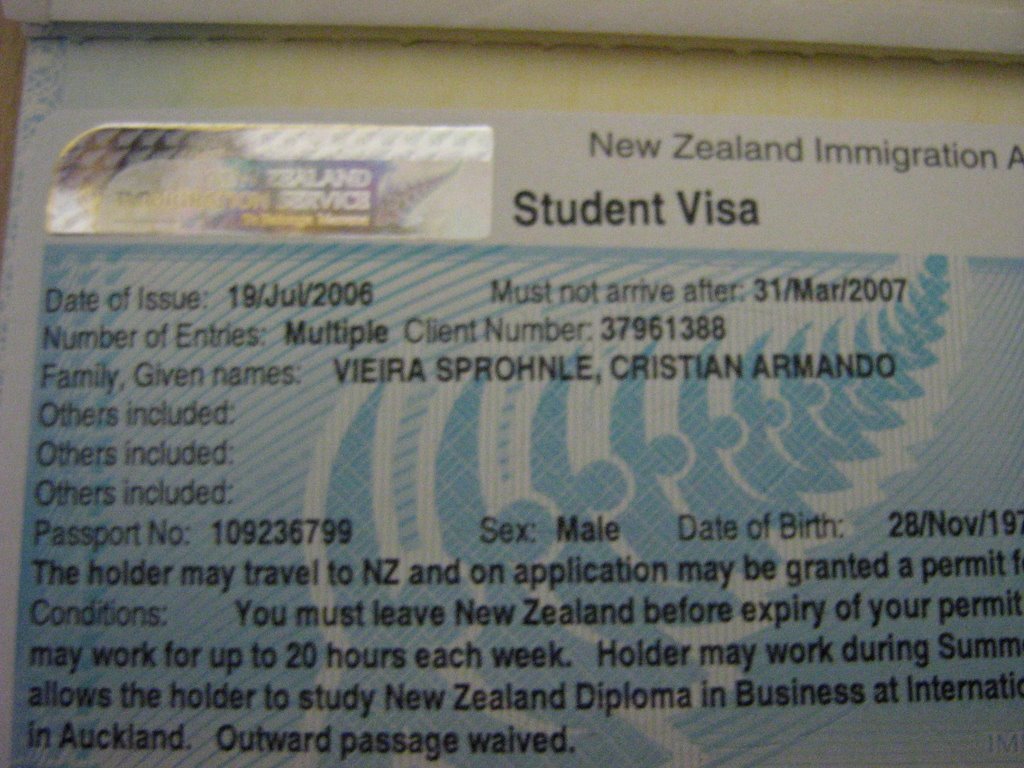 ZEALAND
SERVICE
New Zealand Immigration A
Student Visa
Date of Issue: 19/Jul/2006 Must not arrive after: 31/Mar/2007
Number of Entries: Multiple Client Number: 37961388
Family, Given names: VIEIRA SPROHNLE, CRISTIAN ARMANDO
Others included:
Others included:
Others included:
Passport No: 109236799 Sex: Male Date of Birth: 28/Nov/197
The holder may travel to NZ and on application may be granted a permit f
Conditions: You must leave New Zealand before expiry of your permit
may work for up to 20 hours each week. Holder may work during Summ
allows the holder to study New Zealand Diploma in Business at Internatio
in Auckland. Outward passage waived.
IM